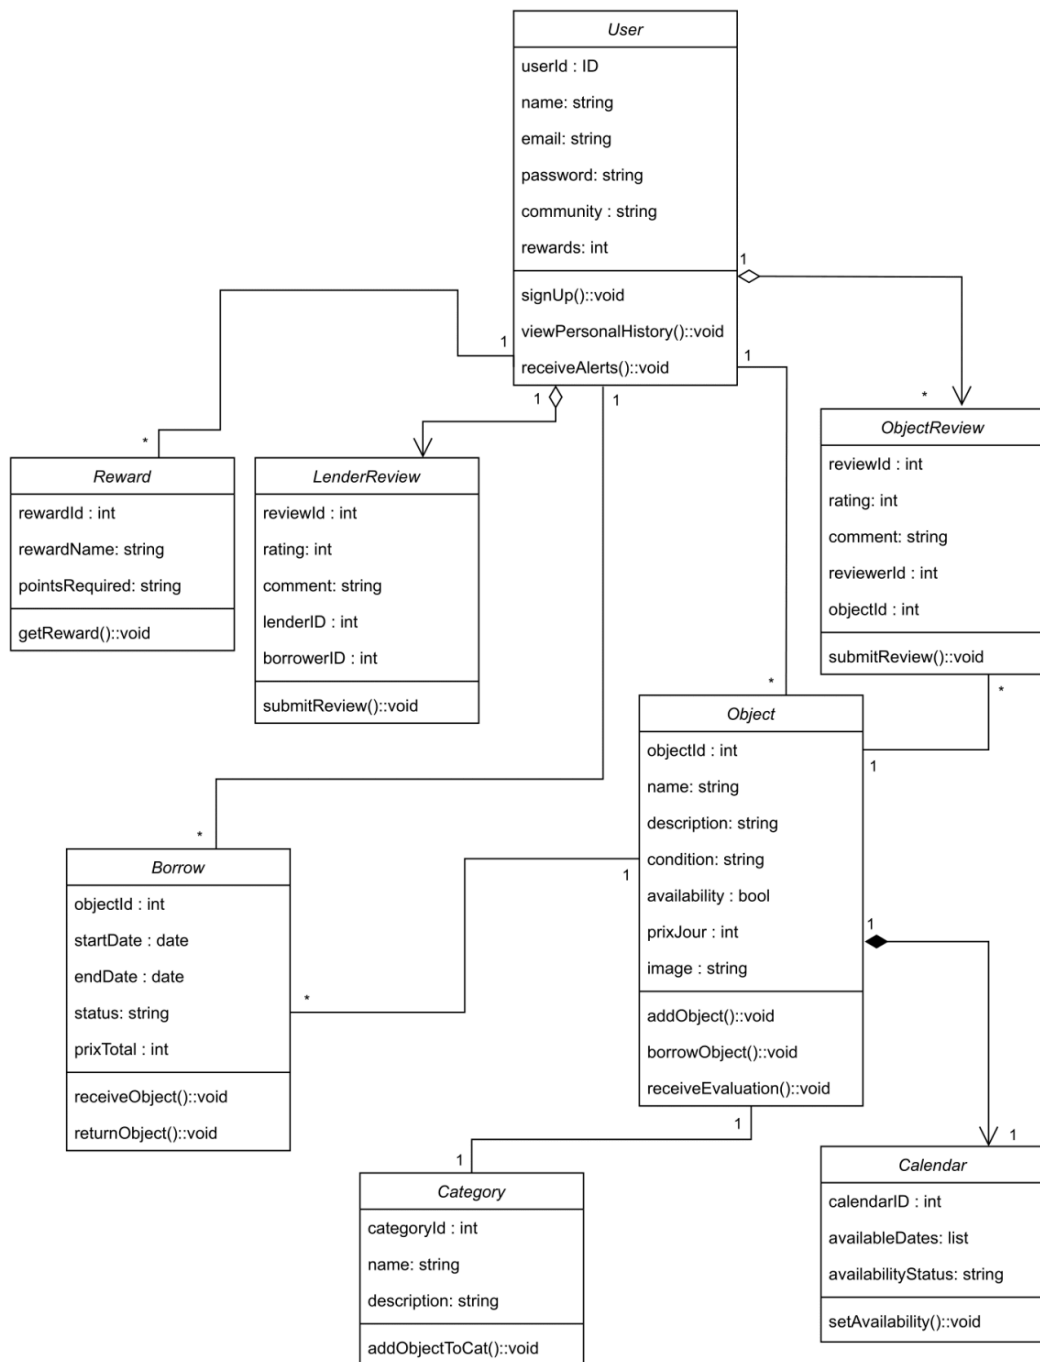 User
userId : ID
name: string
email: string
password: string
community : string
rewards: int
signUp()::void
viewPersonalHistory()::void
receiveAlerts()::void
1
1
1
1
1
*
*
Reward
rewardId : int
rewardName: string
pointsRequired: string
getReward()::void
LenderReview
reviewId : int
rating: int
comment: string
lenderID : int
borrowerID : int
submitReview()::void
ObjectReview
reviewId : int
rating: int
comment: string
reviewerId : int
objectId : int
submitReview()::void
*
*
1
Object
objectId : int
name: string
description: string
condition: string
availability : bool
prixJour : int
image : string
addObject()::void
borrowObject()::void
receiveEvaluation()::void
1
1
*
*
Borrow
objectId : int
startDate : date
endDate : date
status: string
prixTotal : int
receiveObject()::void
returnObject()::void
1
1
1
Category
categoryId : int
name: string
description: string
addObjectToCat()::void
Calendar
calendarID : int
availableDates: list
availabilityStatus: string
setAvailability()::void